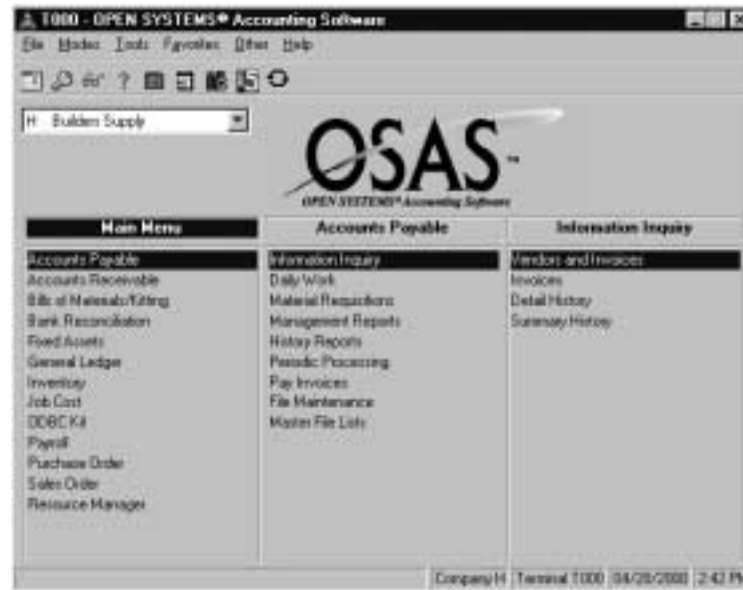 T000 - OPEN SYSTEMS® Accounting Software
File Modes Tools Favorites Other Help
H Builders Supply
OSAS™
OPEN SYSTEMS® Accounting Software
Main Menu
Accounts Payable
Accounts Receivable
Bills of Materials/Kitting
Bank Reconciliation
Fixed Assets
General Ledger
Inventory
Job Cost
ODBC Kit
Payroll
Purchase Order
Sales Order
Resource Manager
Accounts Payable
Information Inquiry
Daily Work
Material Requisitions
Management Reports
History Reports
Periodic Processing
Pay Invoices
File Maintenance
Master File Lists
Information Inquiry
Vendors and Invoices
Invoices
Detail History
Summary History
Company H Terminal T000 04/20/2000 2:42 PM